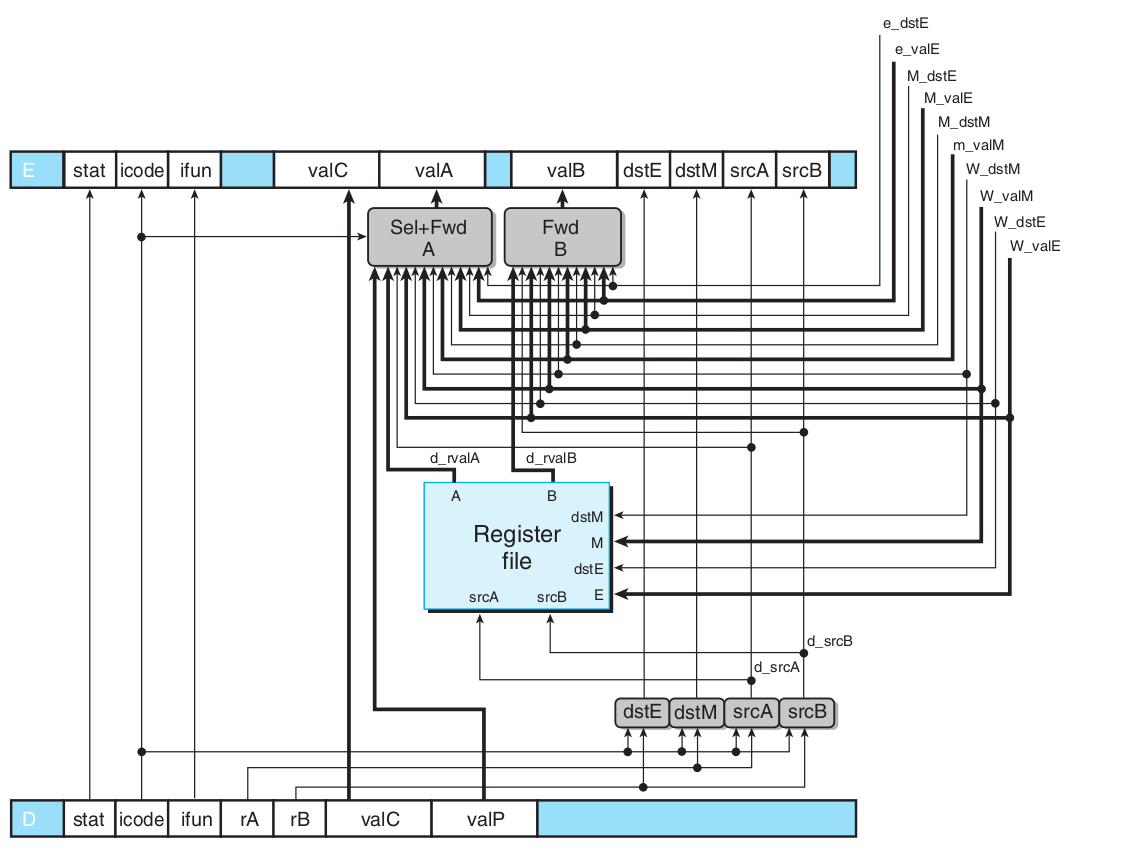 e_dstE
e_valE
M_dstE
M_valE
M_dstM
m_valM
W_dstM
W_valM
W_dstE
W_valE
E stat icode ifun valC valA valB dstE dstM srcA srcB
Sel+Fwd
A
Fwd
B
d_rvalA d_rvalB
A B
dstM
Register
file
M
dstE
E
srcA srcB
d_srcB
d_srcA
dstE dstM srcA srcB
D stat icode ifun rA rB valC valP